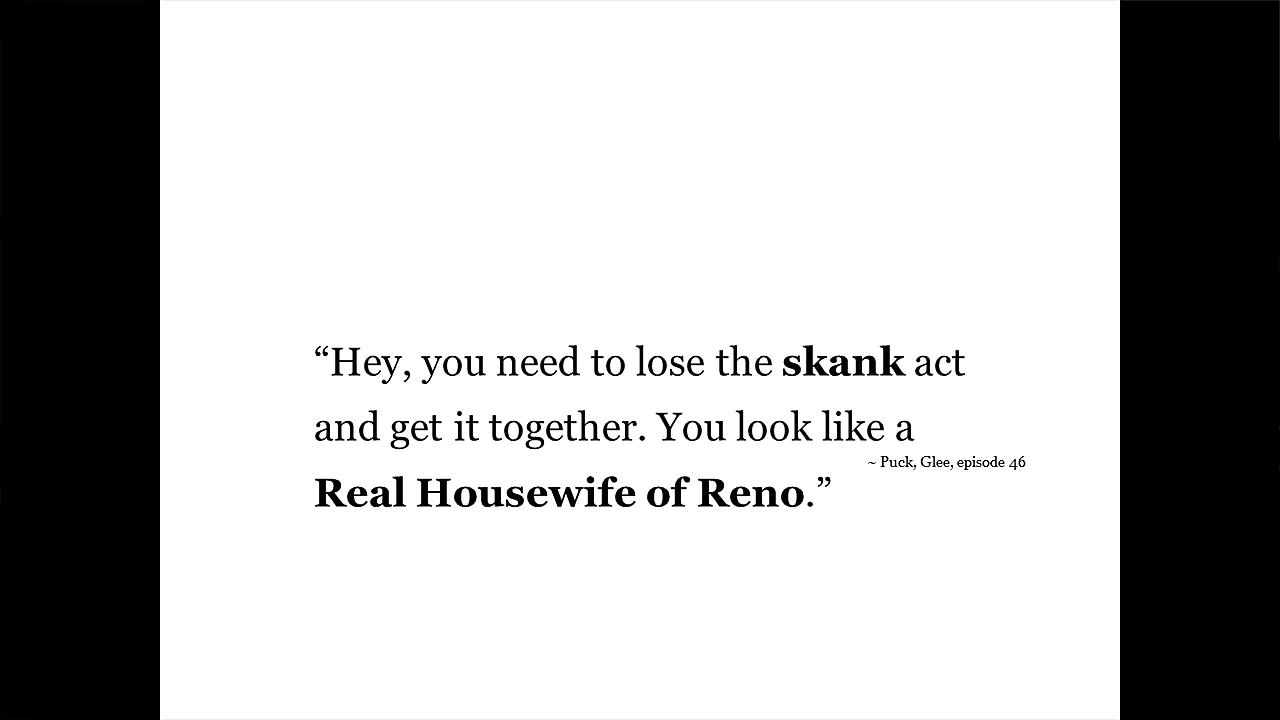 “Hey, you need to lose the skank act
and get it together. You look like a
~ Puck, Glee, episode 46
Real Housewife of Reno.”